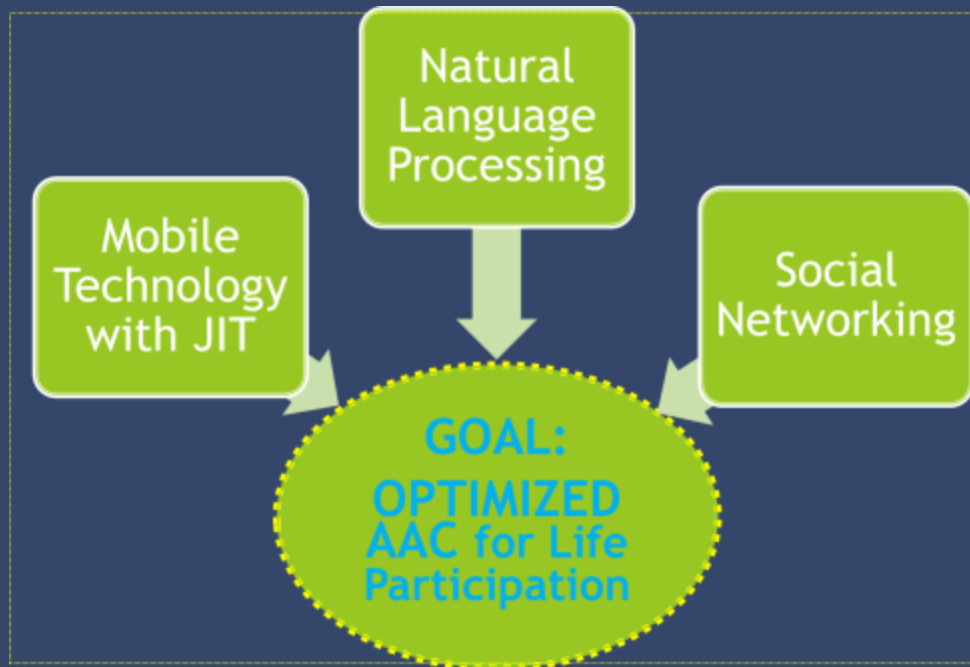 Natural
Language
Processing
Mobile
Technology
with JIT
Social
Networking
GOAL:
OPTIMIZED
AAC for Life
Participation